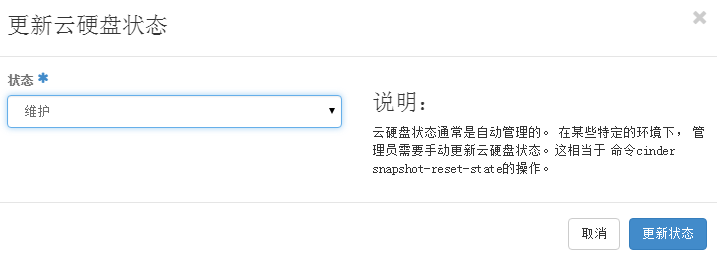 更新云硬盘状态
×
状态 *
维护
说明：
云硬盘状态通常是自动管理的。 在某些特定的环境下， 管
理员需要手动更新云硬盘状态。这相当于 命令cinder
snapshot-reset-state的操作。
取消
更新状态